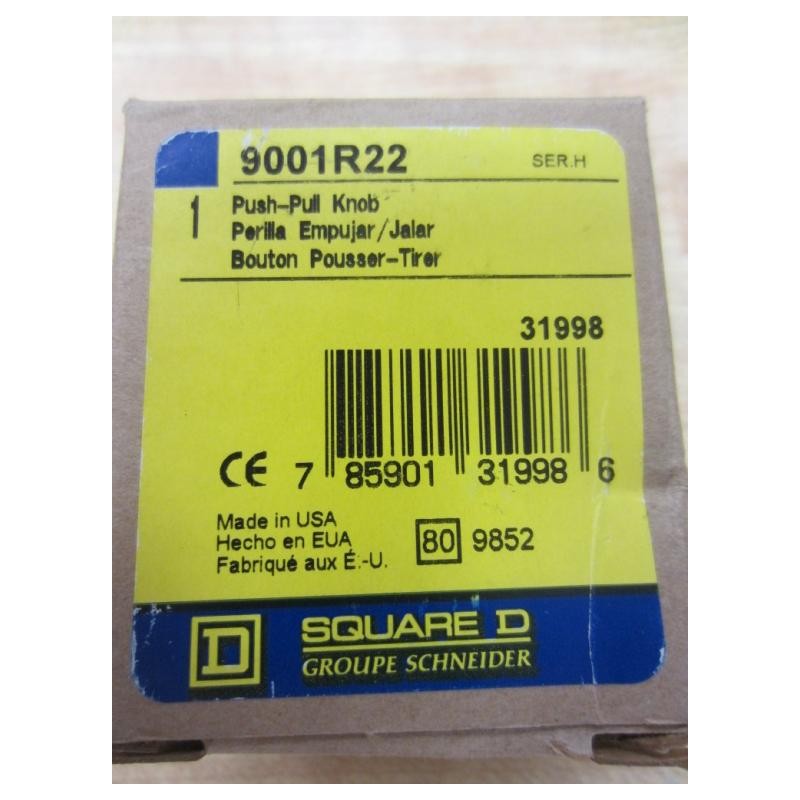 9001R22 SER.H
1 Push-Pull Knob
Perilla Empujar/Jalar
Bouton Pousser-Tirer
31998
CE 7 85901 31998 6
Made in USA
Hecho en EUA 80 9852
Fabriqué aux É.-U.
D SQUARE D
GROUPE SCHNEIDER